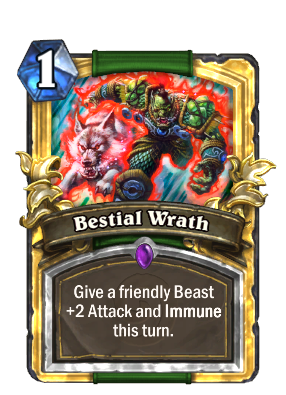 1
Bestial Wrath
Give a friendly Beast
+2 Attack and Immune
this turn.